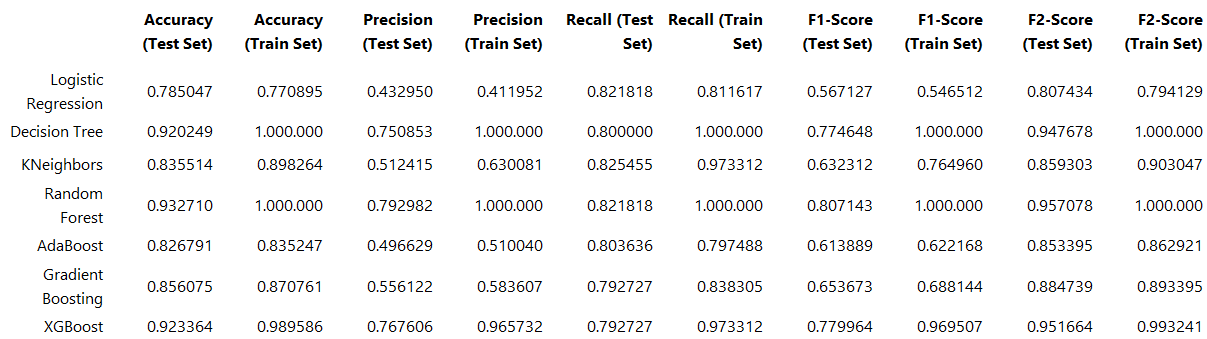 Accuracy (Test Set) Accuracy (Train Set) Precision (Test Set) Precision (Train Set) Recall (Test Set) Recall (Train Set) F1-Score (Test Set) F1-Score (Train Set) F2-Score (Test Set) F2-Score (Train Set)
Logistic Regression 0.785047 0.770895 0.432950 0.411952 0.821818 0.811617 0.567127 0.546512 0.807434 0.794129
Decision Tree 0.920249 1.000.000 0.750853 1.000.000 0.800000 1.000.000 0.774648 1.000.000 0.947678 1.000.000
KNeighbors 0.835514 0.898264 0.512415 0.630081 0.825455 0.973312 0.632312 0.764960 0.859303 0.903047
Random Forest 0.932710 1.000.000 0.792982 1.000.000 0.821818 1.000.000 0.807143 1.000.000 0.957078 1.000.000
AdaBoost 0.826791 0.835247 0.496629 0.510040 0.803636 0.797488 0.613889 0.622168 0.853395 0.862921
Gradient Boosting 0.856075 0.870761 0.556122 0.583607 0.792727 0.838305 0.653673 0.688144 0.884739 0.893395
XGBoost 0.923364 0.989586 0.767606 0.965732 0.792727 0.973312 0.779964 0.969507 0.951664 0.993241